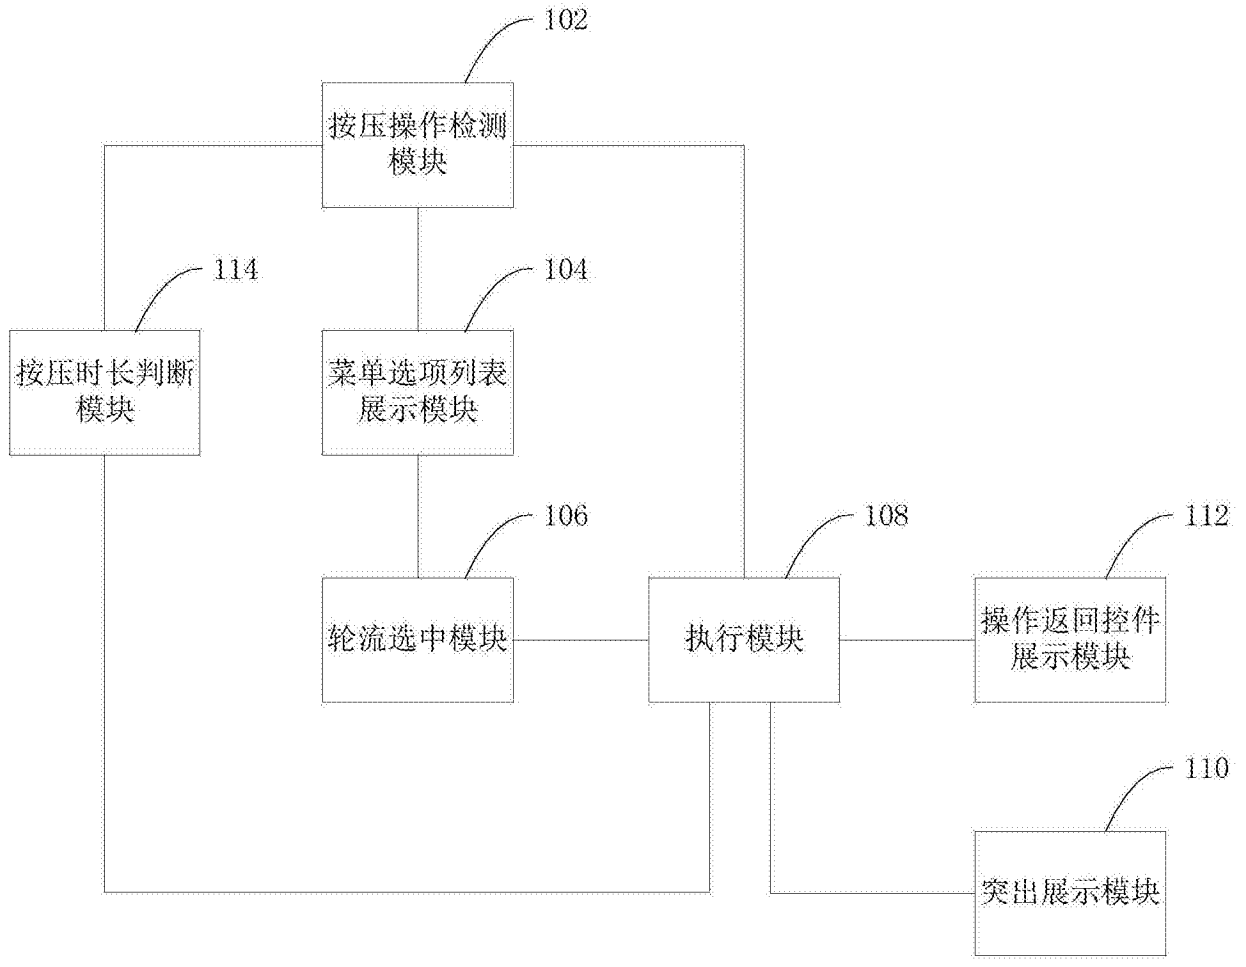 102
按压操作检测
模块
114
104
按压时长判断
模块
菜单选项列表
展示模块
106
108
112
轮流选中模块
执行模块
操作返回控件
展示模块
110
突出展示模块